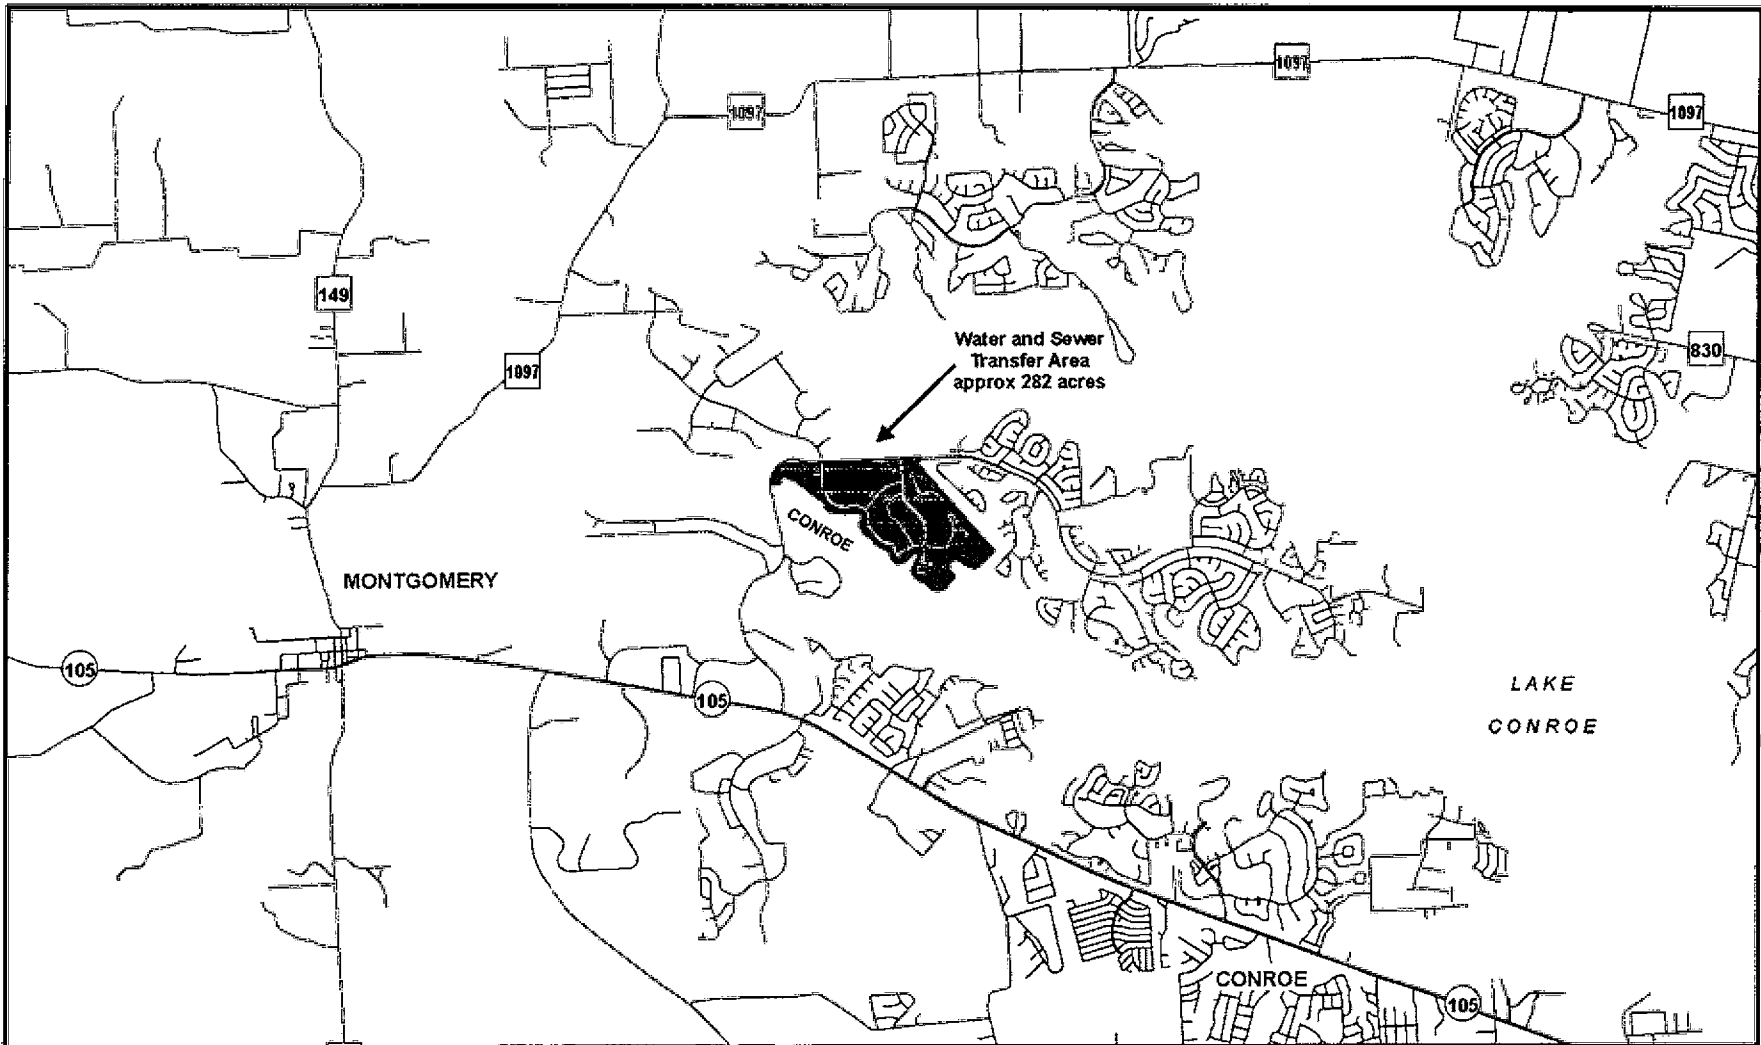 1097
1097
1097
149
Water and Sewer
Transfer Area
approx 282 acres
830
1097
CONROE
MONTGOMERY
105
105
LAKE
CONROE
CONROE
105